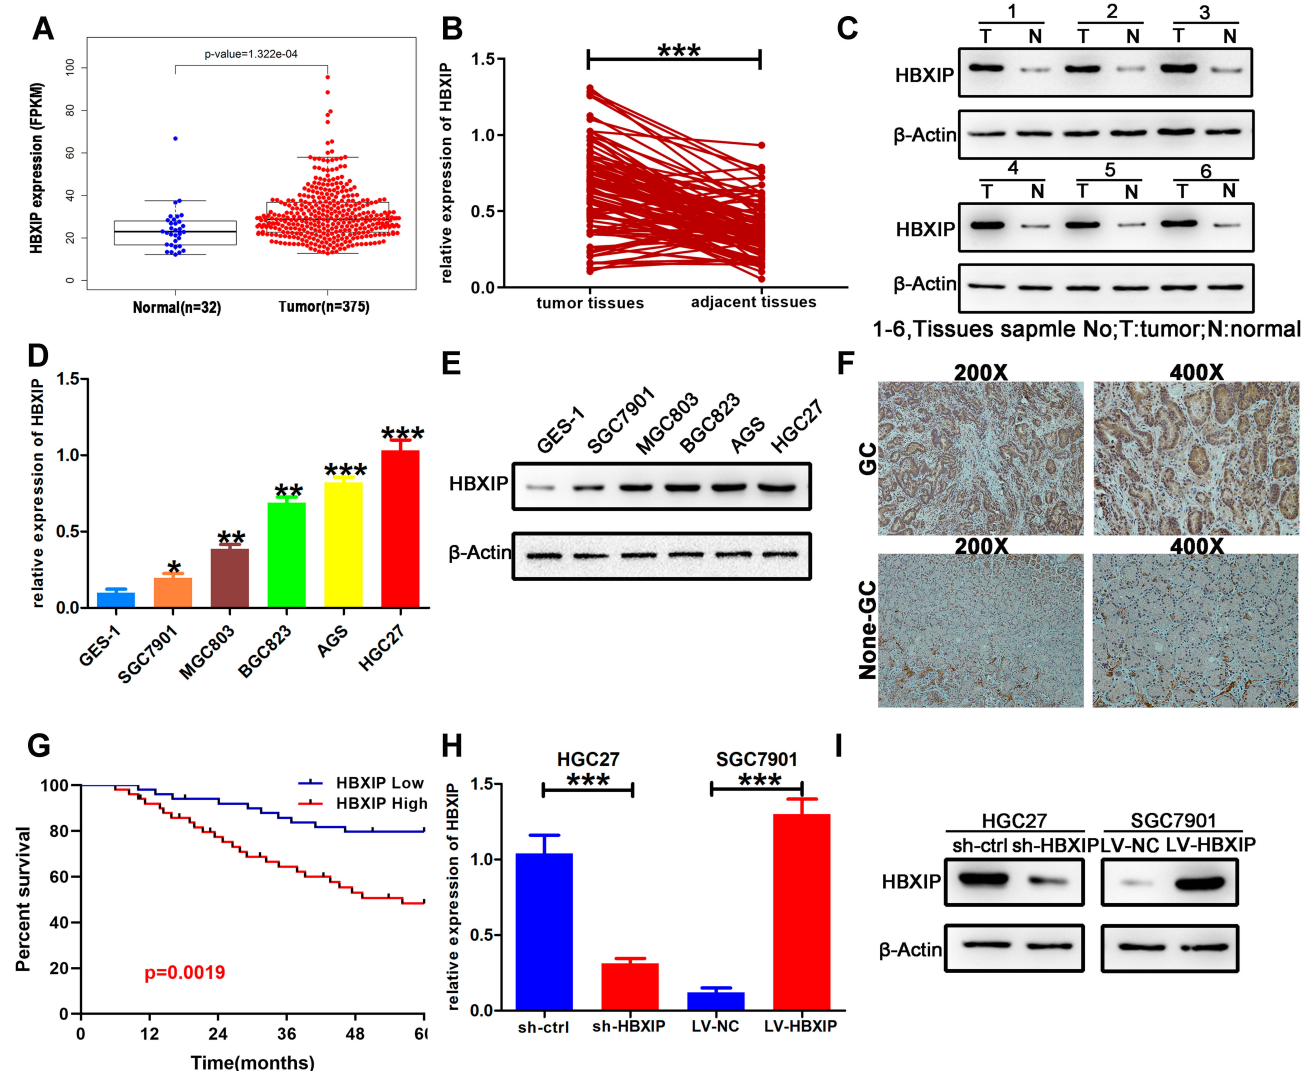 A
HBXIP expression (FPKM)
p-value=1.322e-04
100
80
60
40
20
0
Normal(n=32)
Tumor(n=375)
B
relative expression of HBXIP
***
1.5
1.0
0.5
0.0
tumor tissues
adjacent tissues
C
1 2 3
T N T N T N
HBXIP
β-Actin
4 5 6
T N T N T N
HBXIP
β-Actin
1-6,Tissues sapmle No;T:tumor;N:normal
D
relative expression of HBXIP
1.5
1.0
0.5
0.0
*
**
**
***
***
GES-1
SGC7901
MGC803
BGC823
AGS
HGC27
E
GES-1
SGC7901
MGC803
BGC823
AGS
HGC27
HBXIP
β-Actin
F
200X 400X
GC
200X 400X
None-GC
G
Percent survival
100
80
60
40
20
0
HBXIP Low
HBXIP High
p=0.0019
0 12 24 36 48 60
Time(months)
H
relative expression of HBXIP
HGC27 SGC7901
*** ***
1.5
1.0
0.5
0.0
sh-ctrl
sh-HBXIP
LV-NC
LV-HBXIP
I
HGC27 SGC7901
sh-ctrl sh-HBXIP LV-NC LV-HBXIP
HBXIP
β-Actin